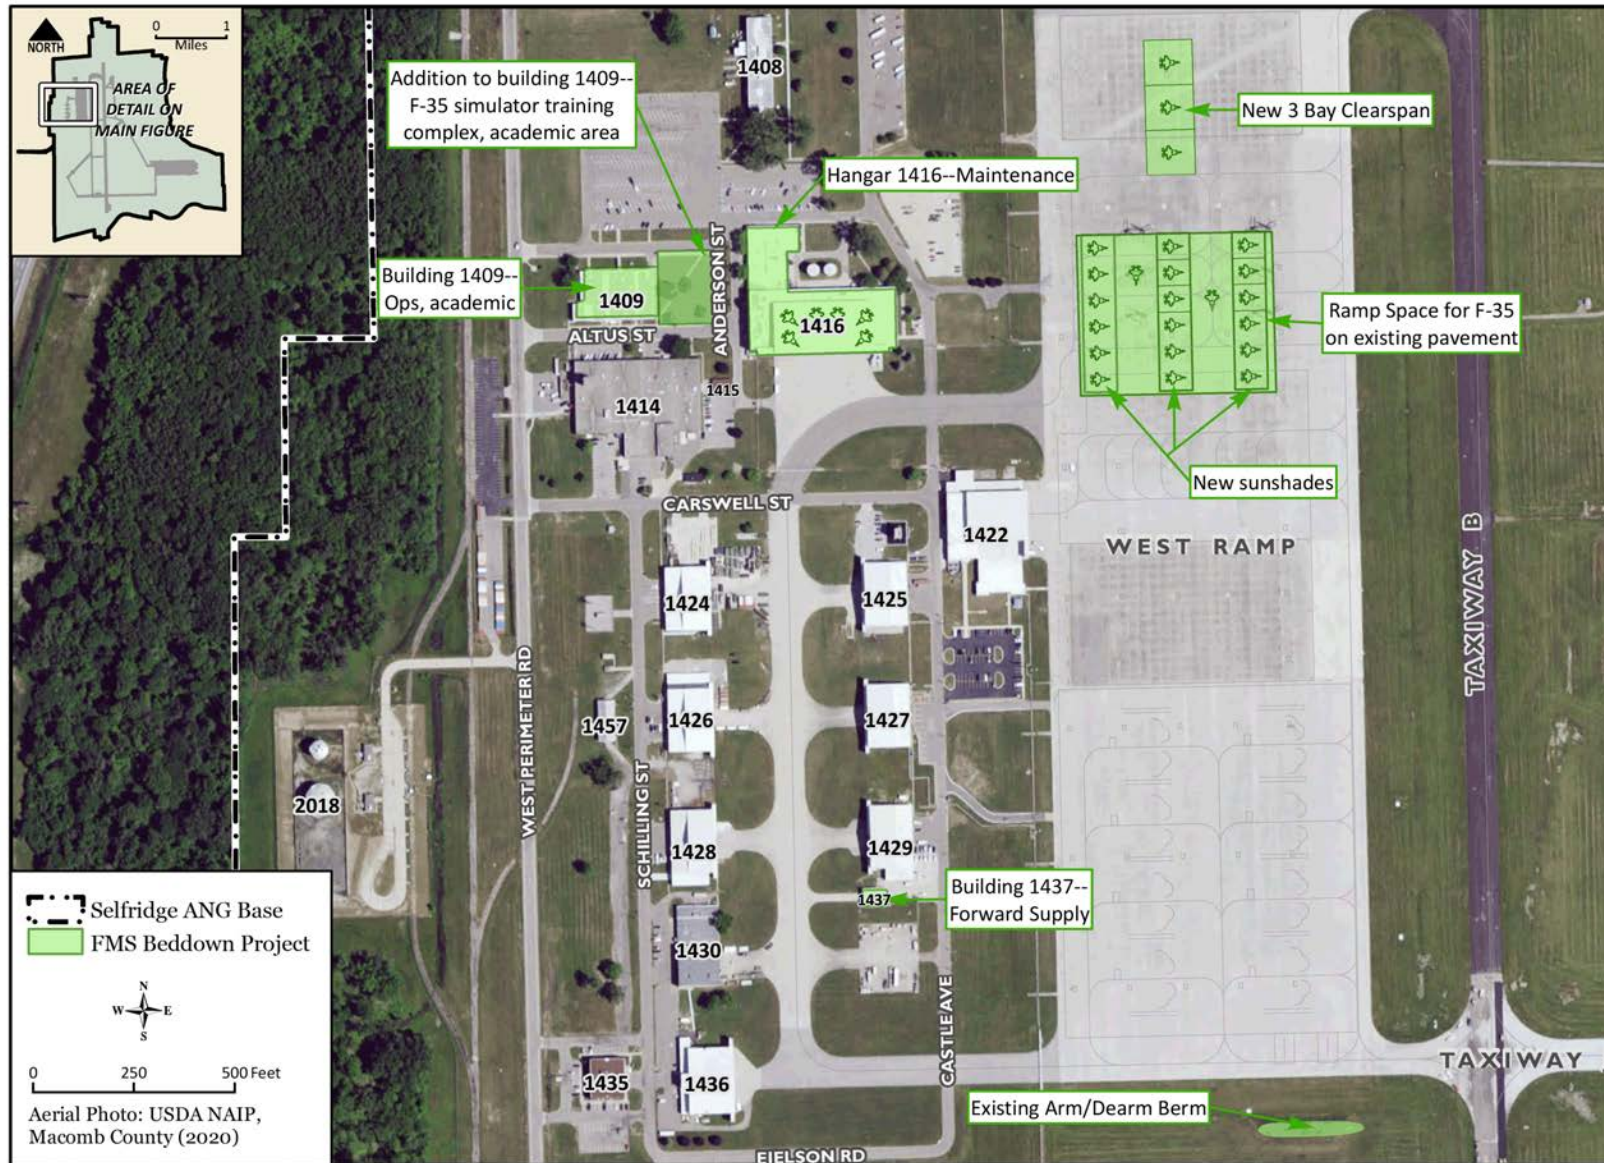 NORTH
0 1
Miles
AREA OF
DETAIL ON
MAIN FIGURE
Addition to building 1409--
F-35 simulator training
complex, academic area
1408
New 3 Bay Clearspan
Hangar 1416--Maintenance
Building 1409--
Ops, academic
1409
ANDERSON ST
1416
Ramp Space for F-35
on existing pavement
ALTUS ST
1415
1414
New sunshades
CARSWELL ST
1422
WEST RAMP
TAXIWAY B
1424
1425
WEST PERIMETER RD
1457
1426
1427
2018
SCHILLING ST
1428
1429
1437
Building 1437--
Forward Supply
1430
CASTLE AVE
TAXIWAY
1435
1436
Existing Arm/Dearm Berm
EIELSON RD
Selfridge ANG Base
FMS Beddown Project
N
W E
S
0 250 500 Feet
Aerial Photo: USDA NAIP,
Macomb County (2020)